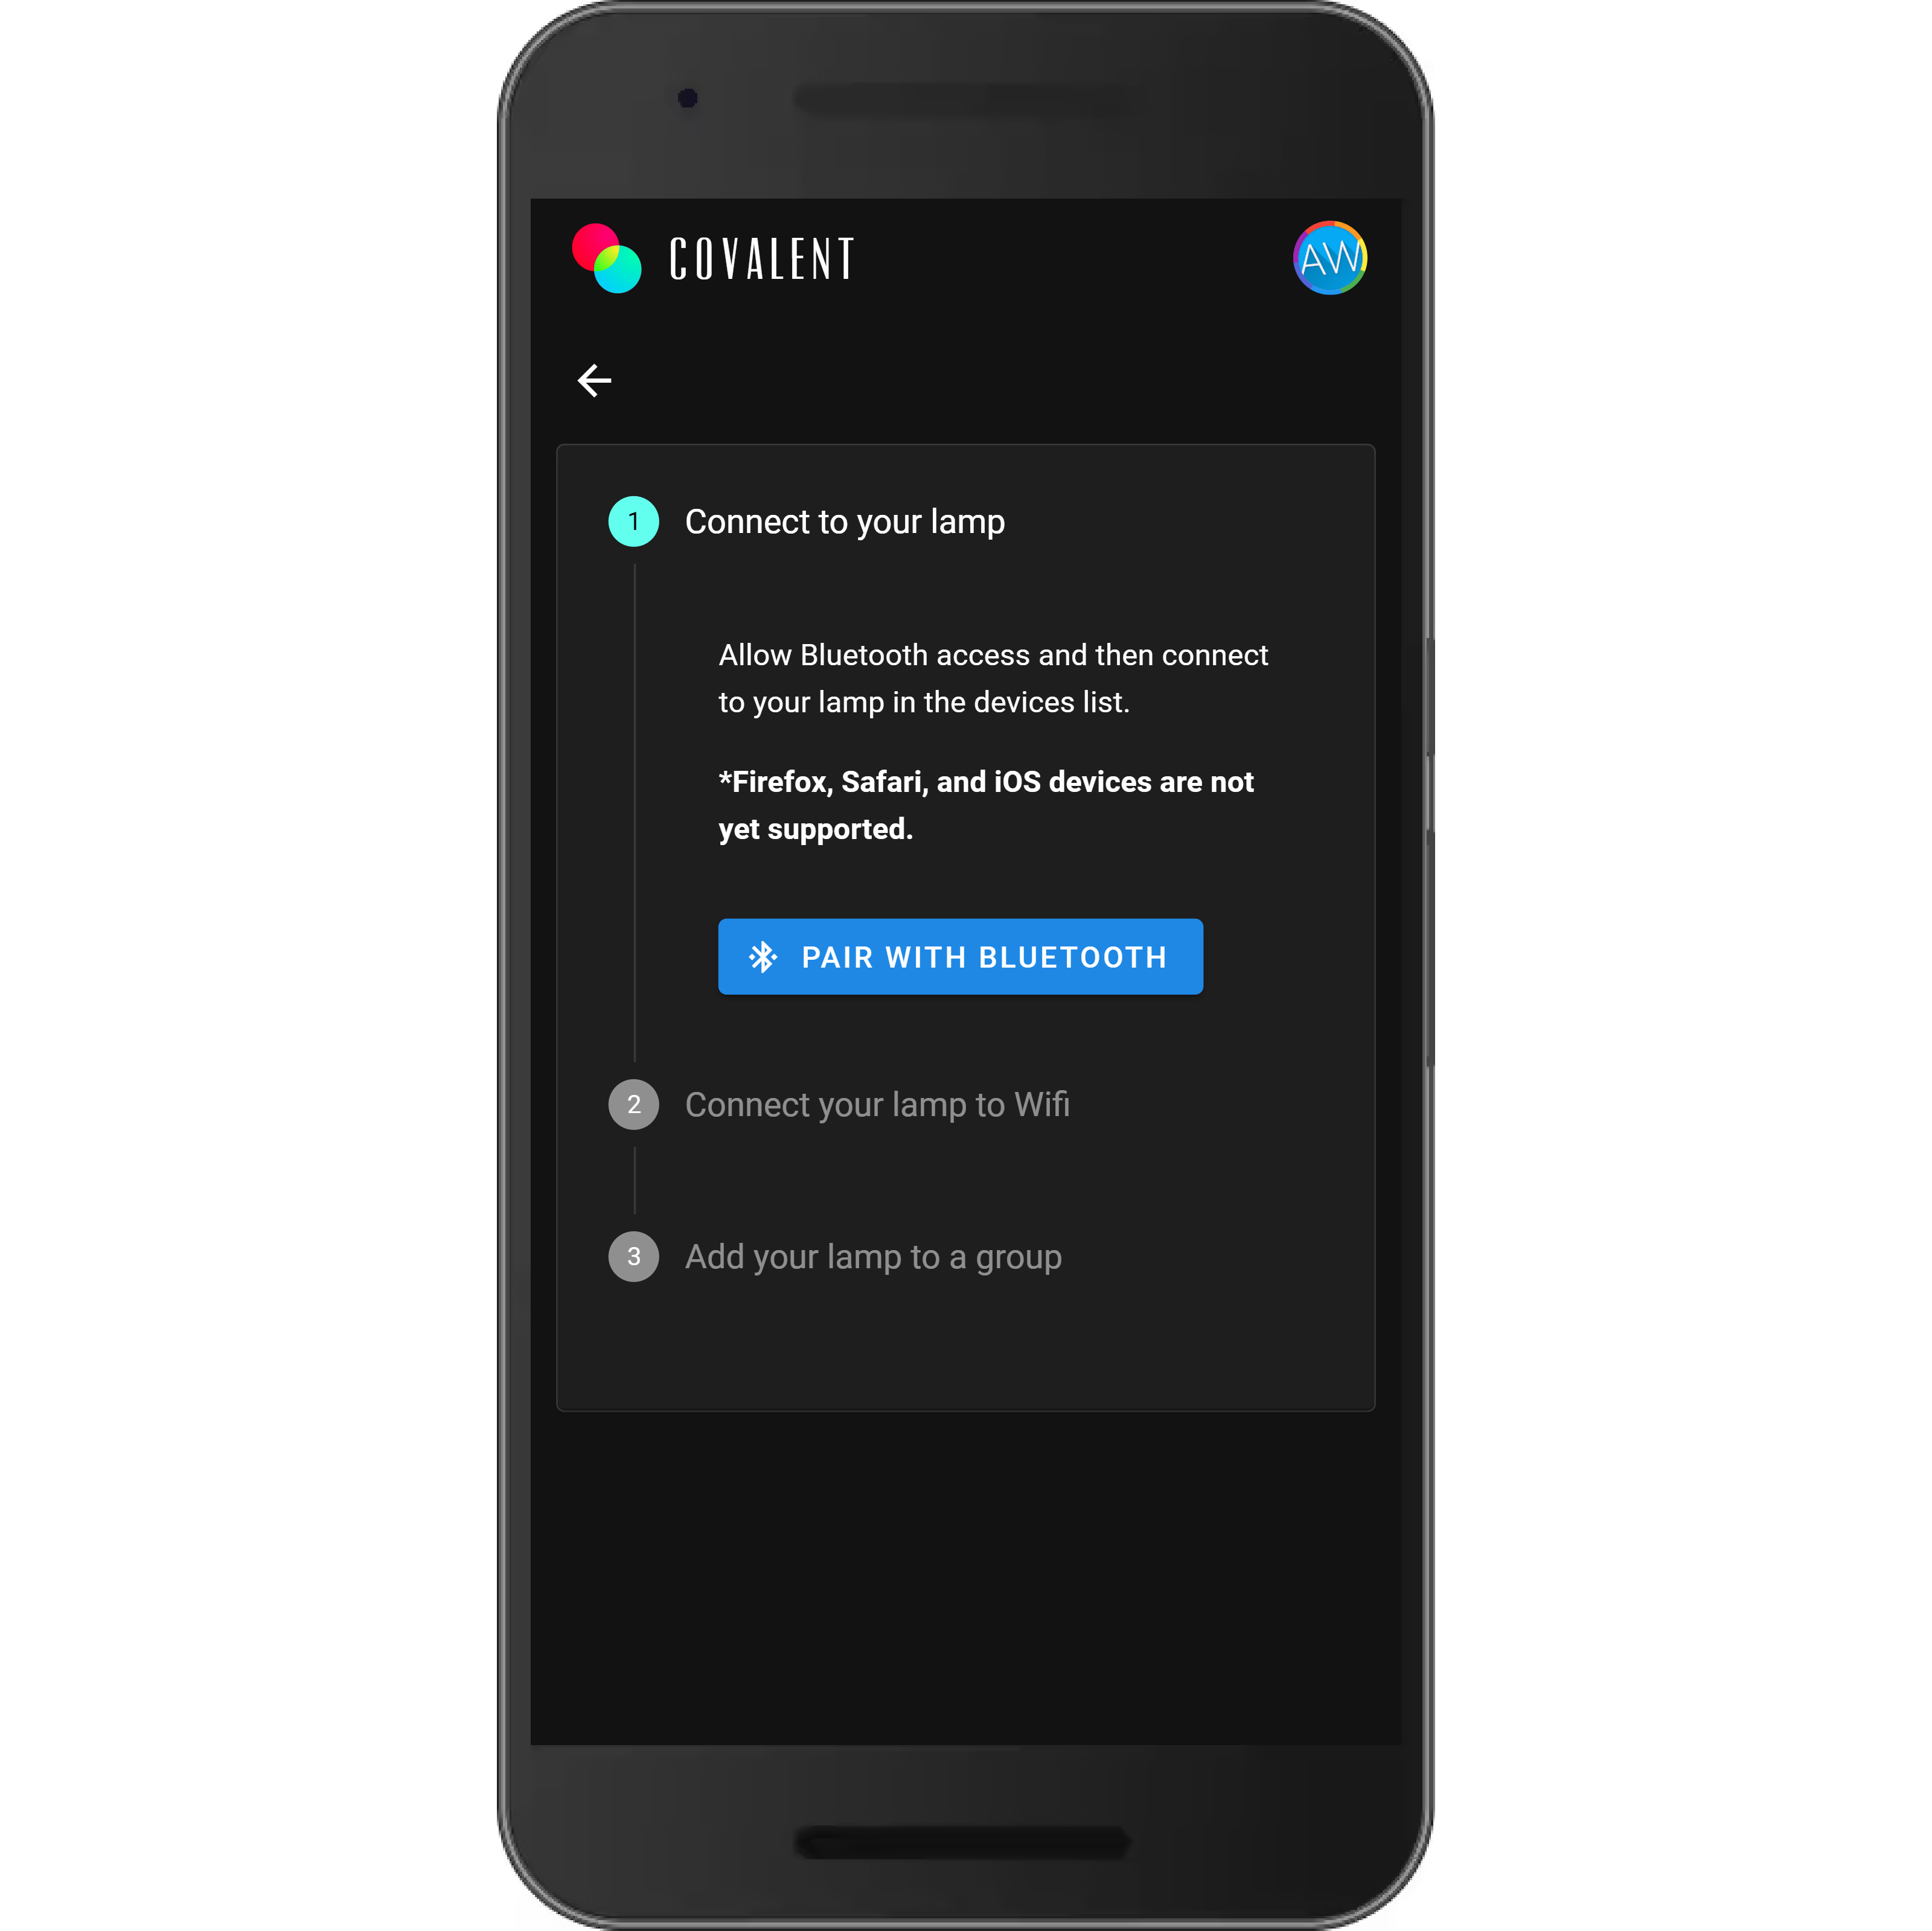 COVALENT
AW
1 Connect to your lamp
Allow Bluetooth access and then connect
to your lamp in the devices list.
*Firefox, Safari, and iOS devices are not
yet supported.
PAIR WITH BLUETOOTH
2 Connect your lamp to Wifi
3 Add your lamp to a group